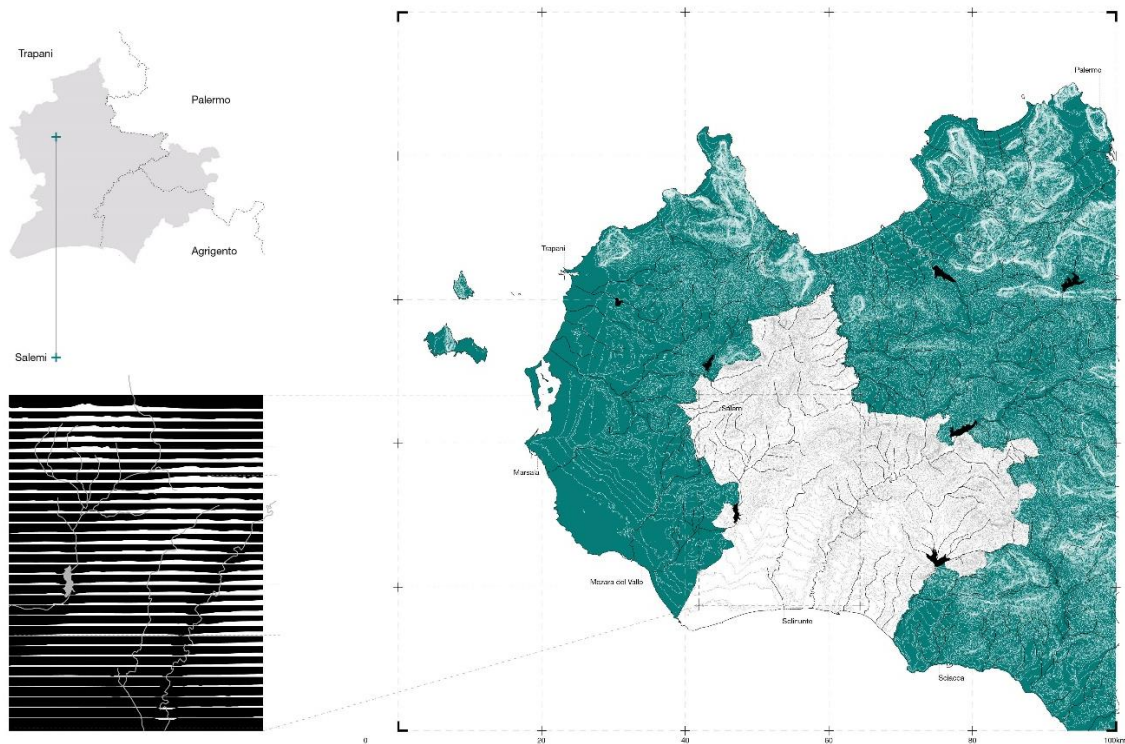 Trapani
Palermo
Agrigento
Salemi
Palermo
Trapani
Salemi
Marsala
Mazara del Vallo
Selinunte
Sciacca
0
20
40
60
80
100km